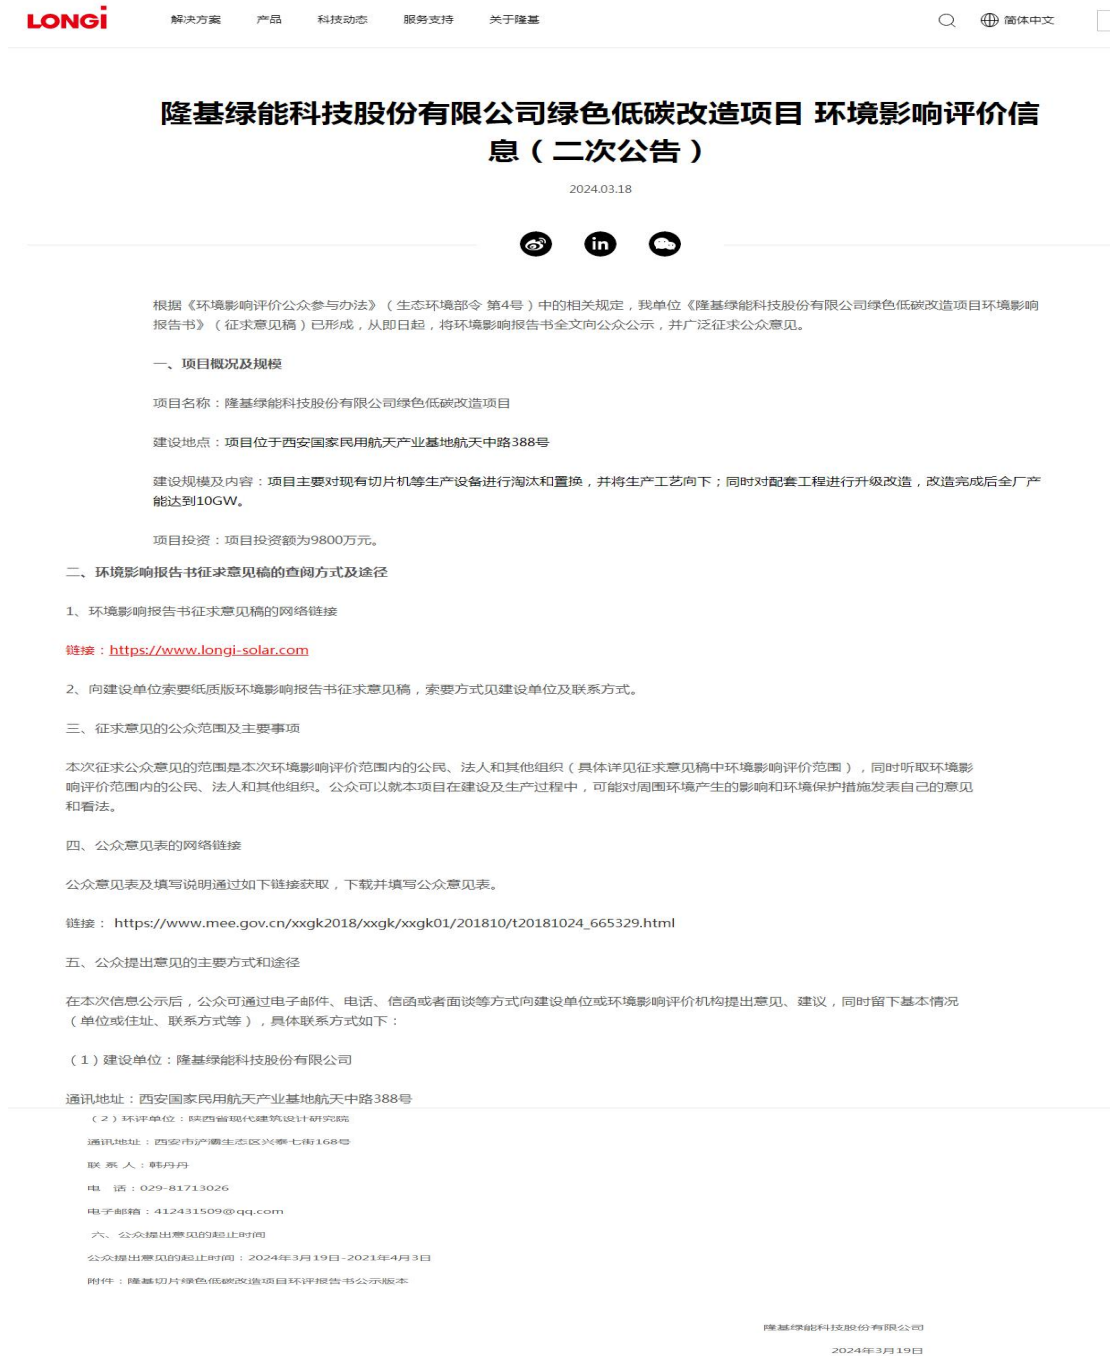 LONGi 解决方案 产品 科技动态 服务支持 关于隆基 简体中文
隆基绿能科技股份有限公司绿色低碳改造项目 环境影响评价信
息（二次公告）
2024.03.18
根据《环境影响评价公众参与办法》（生态环境部令 第4号）中的相关规定，我单位《隆基绿能科技股份有限公司绿色低碳改造项目环境影响
报告书》（征求意见稿）已形成，从即日起，将环境影响报告书全文向公众公示，并广泛征求公众意见。
一、项目概况及规模
项目名称：隆基绿能科技股份有限公司绿色低碳改造项目
建设地点：项目位于西安国家民用航天产业基地航天中路388号
建设规模及内容：项目主要对现有切片机等生产设备进行淘汰和置换，并将生产工艺向下；同时对配套工程进行升级改造，改造完成后全厂产
能达到10GW。
项目投资：项目投资额为9800万元。
二、环境影响报告书征求意见稿的查阅方式及途径
1、环境影响报告书征求意见稿的网络链接
链接：https://www.longi-solar.com
2、向建设单位索要纸质版环境影响报告书征求意见稿，索要方式见建设单位及联系方式。
三、征求意见的公众范围及主要事项
本次征求公众意见的范围是本次环境影响评价范围内的公民、法人和其他组织（具体详见征求意见稿中环境影响评价范围），同时听取环境影
响评价范围内的公民、法人和其他组织。公众可以就本项目在建设及生产过程中，可能对周围环境产生的影响和环境保护措施发表自己的意见
和看法。
四、公众意见表的网络链接
公众意见表及填写说明通过如下链接获取，下载并填写公众意见表。
链接： https://www.mee.gov.cn/xxgk2018/xxgk/xxgk01/201810/t20181024_665329.html
五、公众提出意见的主要方式和途径
在本次信息公示后，公众可通过电子邮件、电话、信函或者面谈等方式向建设单位或环境影响评价机构提出意见、建议，同时留下基本情况
（单位或住址、联系方式等），具体联系方式如下：
（1）建设单位：隆基绿能科技股份有限公司
通讯地址：西安国家民用航天产业基地航天中路388号
（2）环评单位：陕西省现代建筑设计研究院
通讯地址：西安市浐灞生态区兴泰七街168号
联 系 人：韩丹丹
电 话：029-81713026
电子邮箱：412431509@qq.com
六、公众提出意见的起止时间
公众提出意见的起止时间：2024年3月19日-2021年4月3日
附件：隆基切片绿色低碳改造项目环评报告书公示版本
隆基绿能科技股份有限公司
2024年3月19日